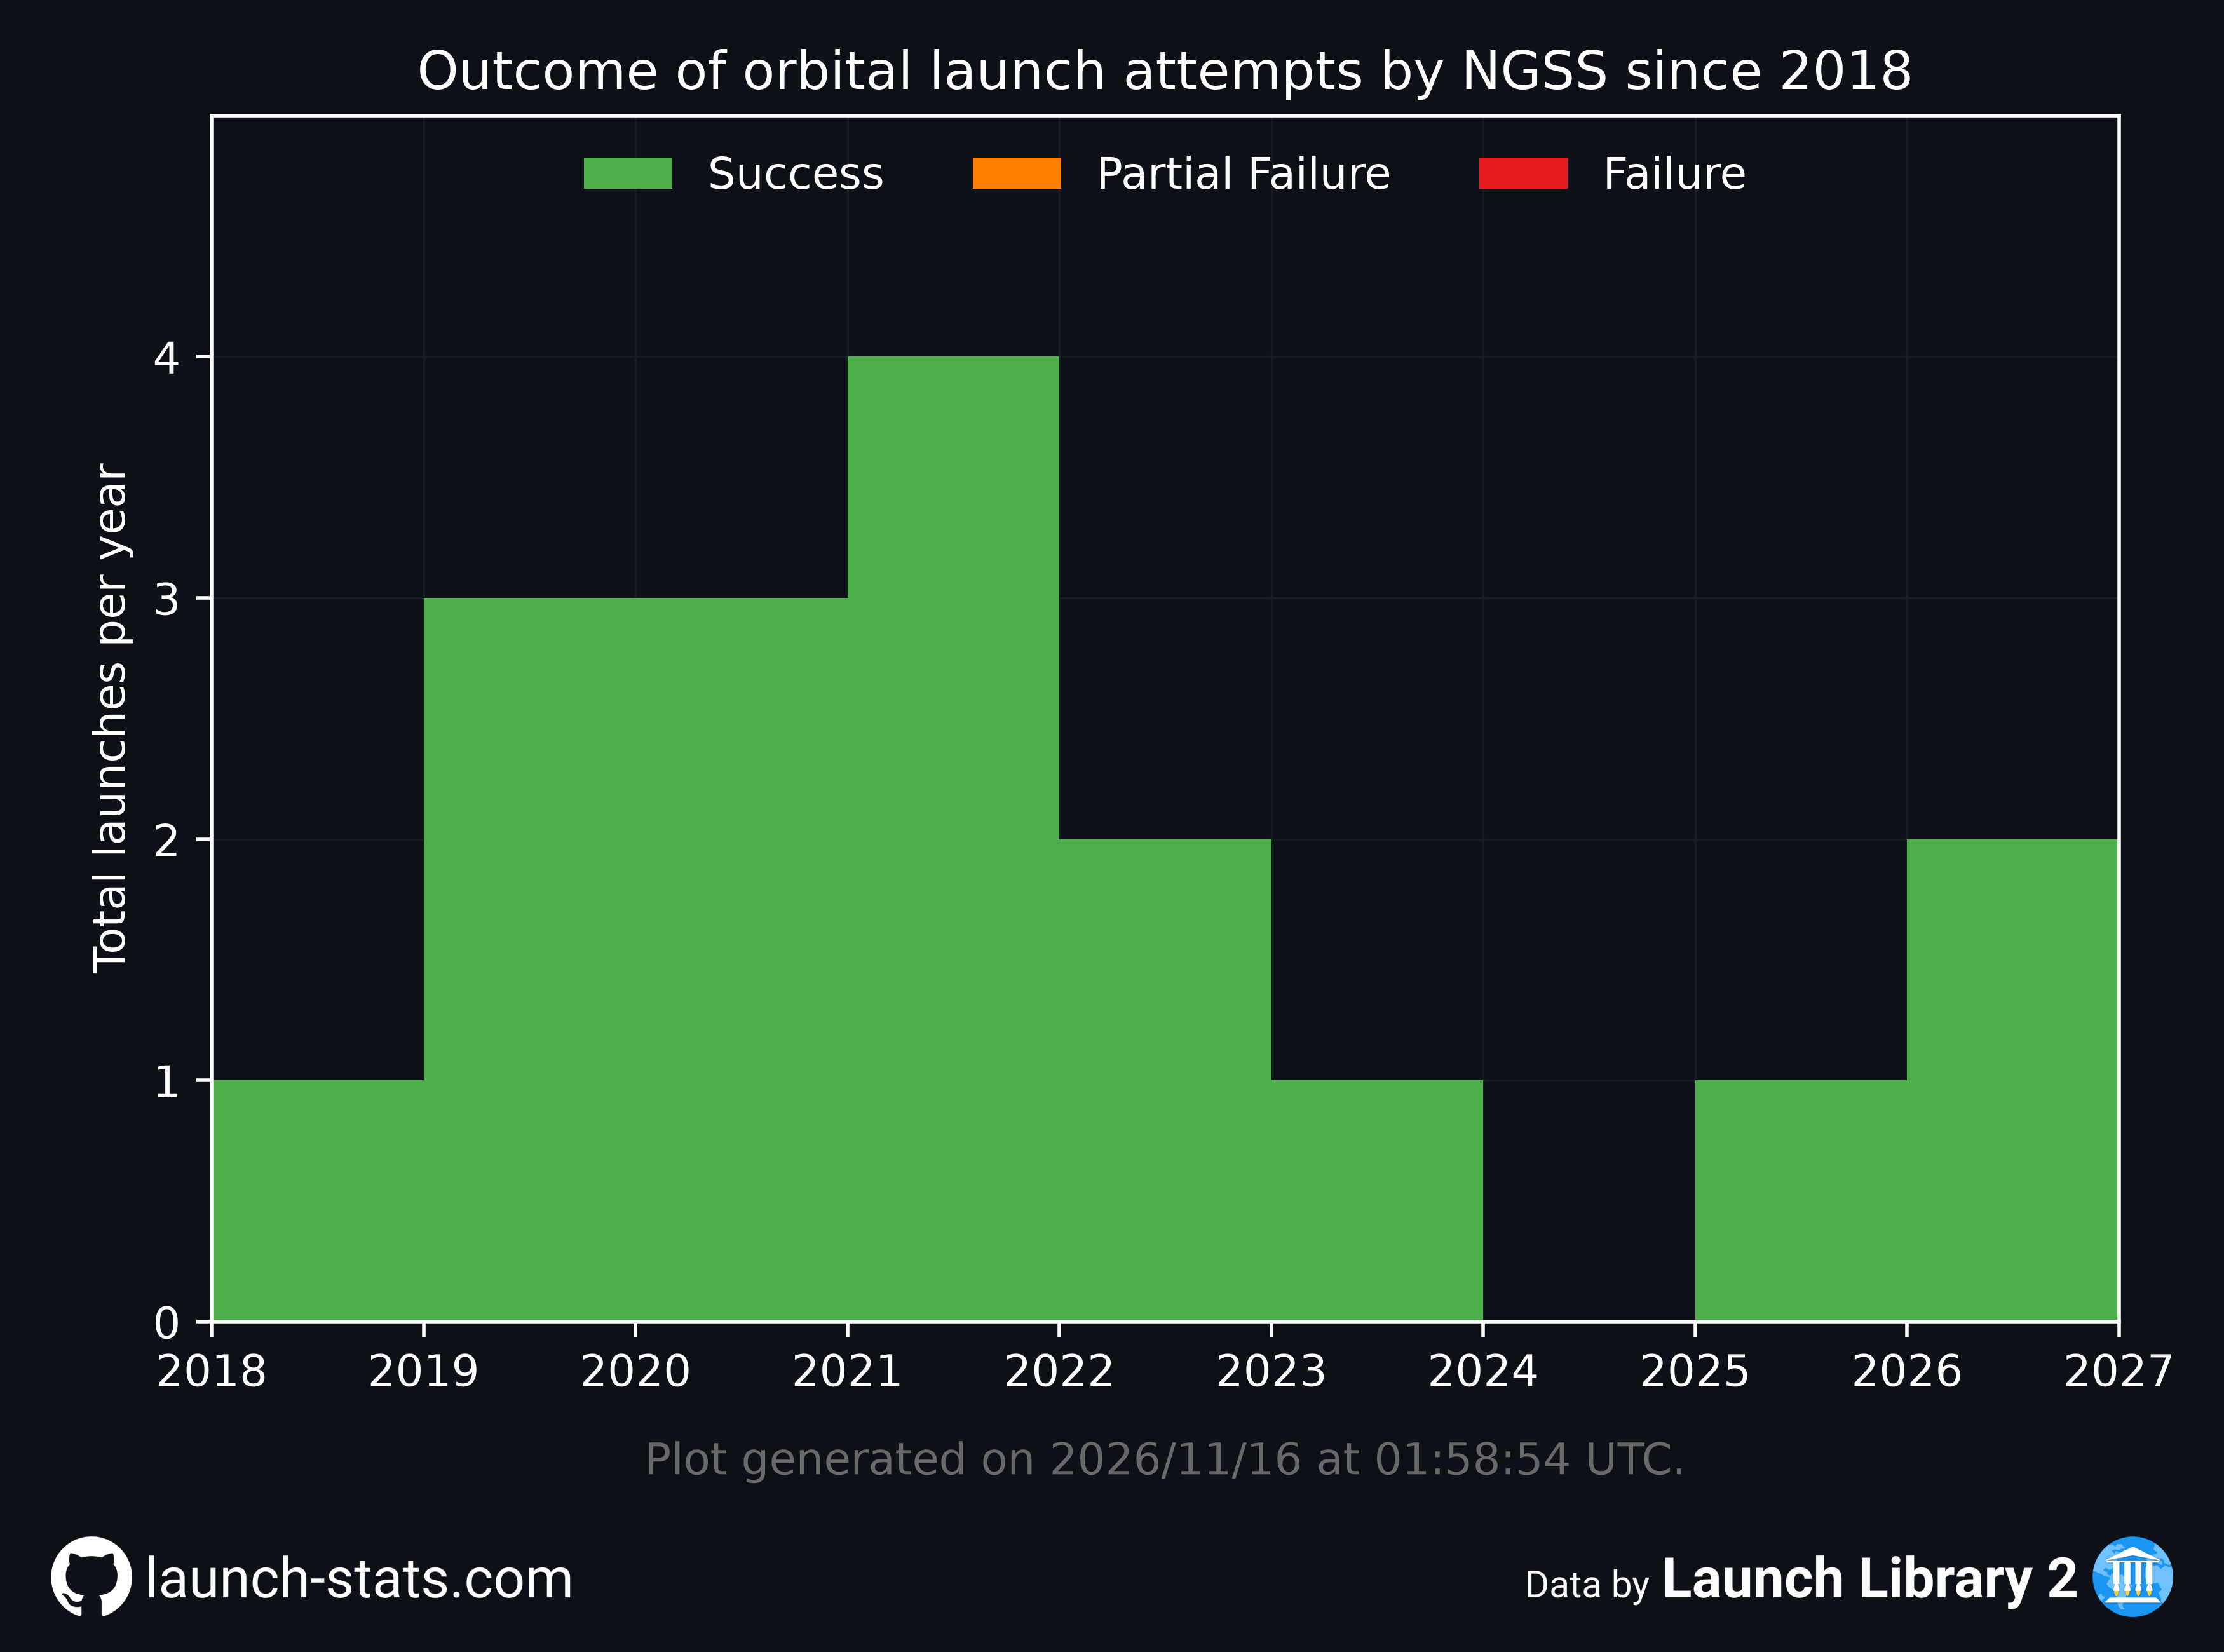 Outcome of orbital launch attempts by NGSS since 2018
Success Partial Failure Failure
Total launches per year
4
3
2
1
0
2018 2019 2020 2021 2022 2023 2024 2025 2026 2027
Plot generated on 2026/11/16 at 01:58:54 UTC.
launch-stats.com
Data by Launch Library 2